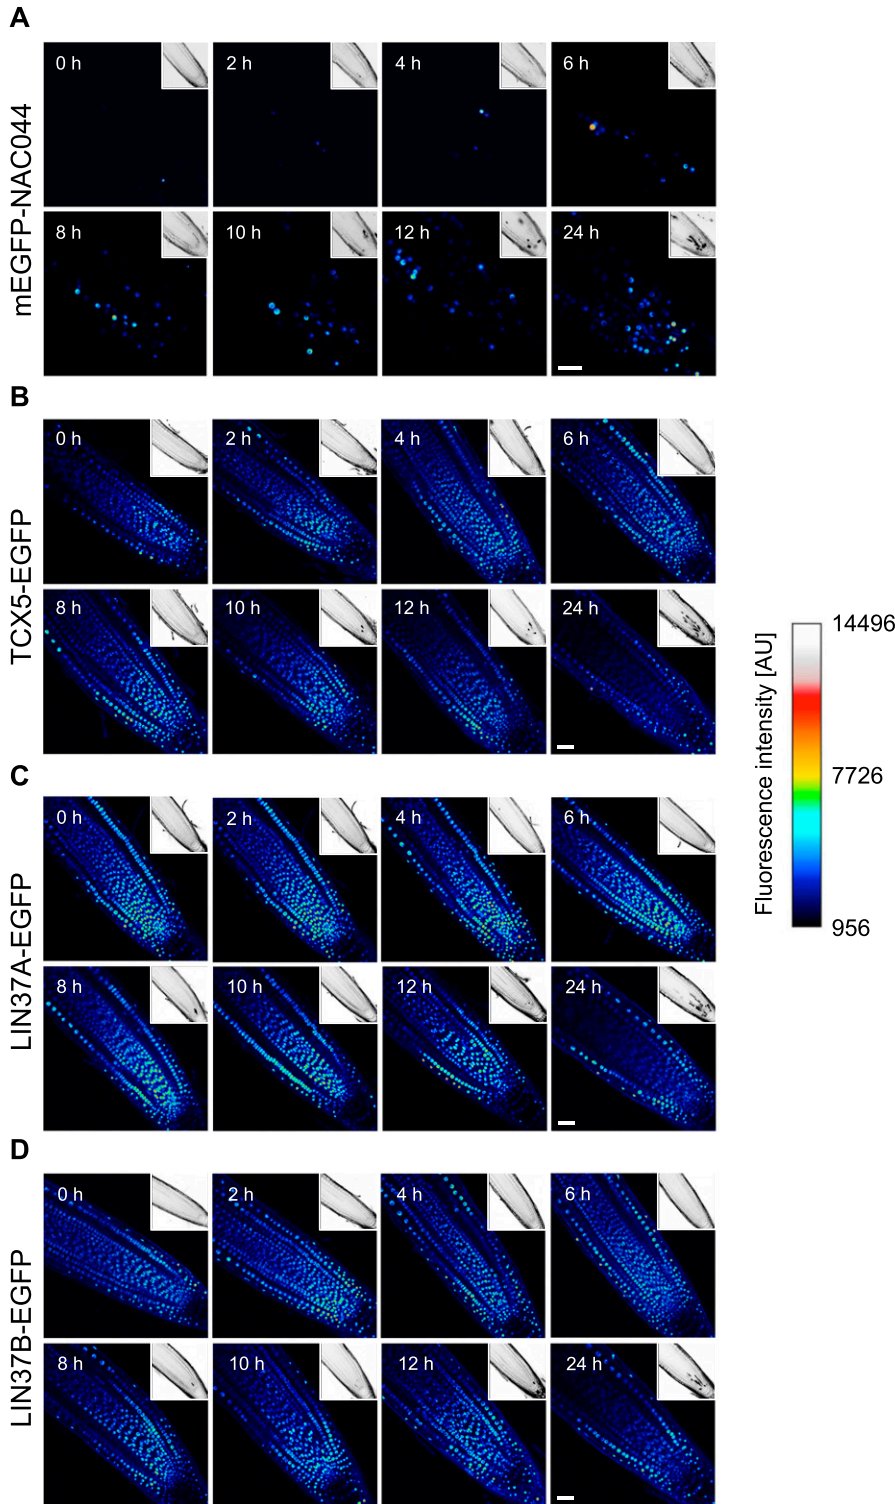 A
mEGFP-NAC044
0 h
2 h
4 h
6 h
8 h
10 h
12 h
24 h
B
TCX5-EGFP
0 h
2 h
4 h
6 h
8 h
10 h
12 h
24 h
Fluorescence intensity [AU]
14496
7726
956
C
LIN37A-EGFP
0 h
2 h
4 h
6 h
8 h
10 h
12 h
24 h
D
LIN37B-EGFP
0 h
2 h
4 h
6 h
8 h
10 h
12 h
24 h